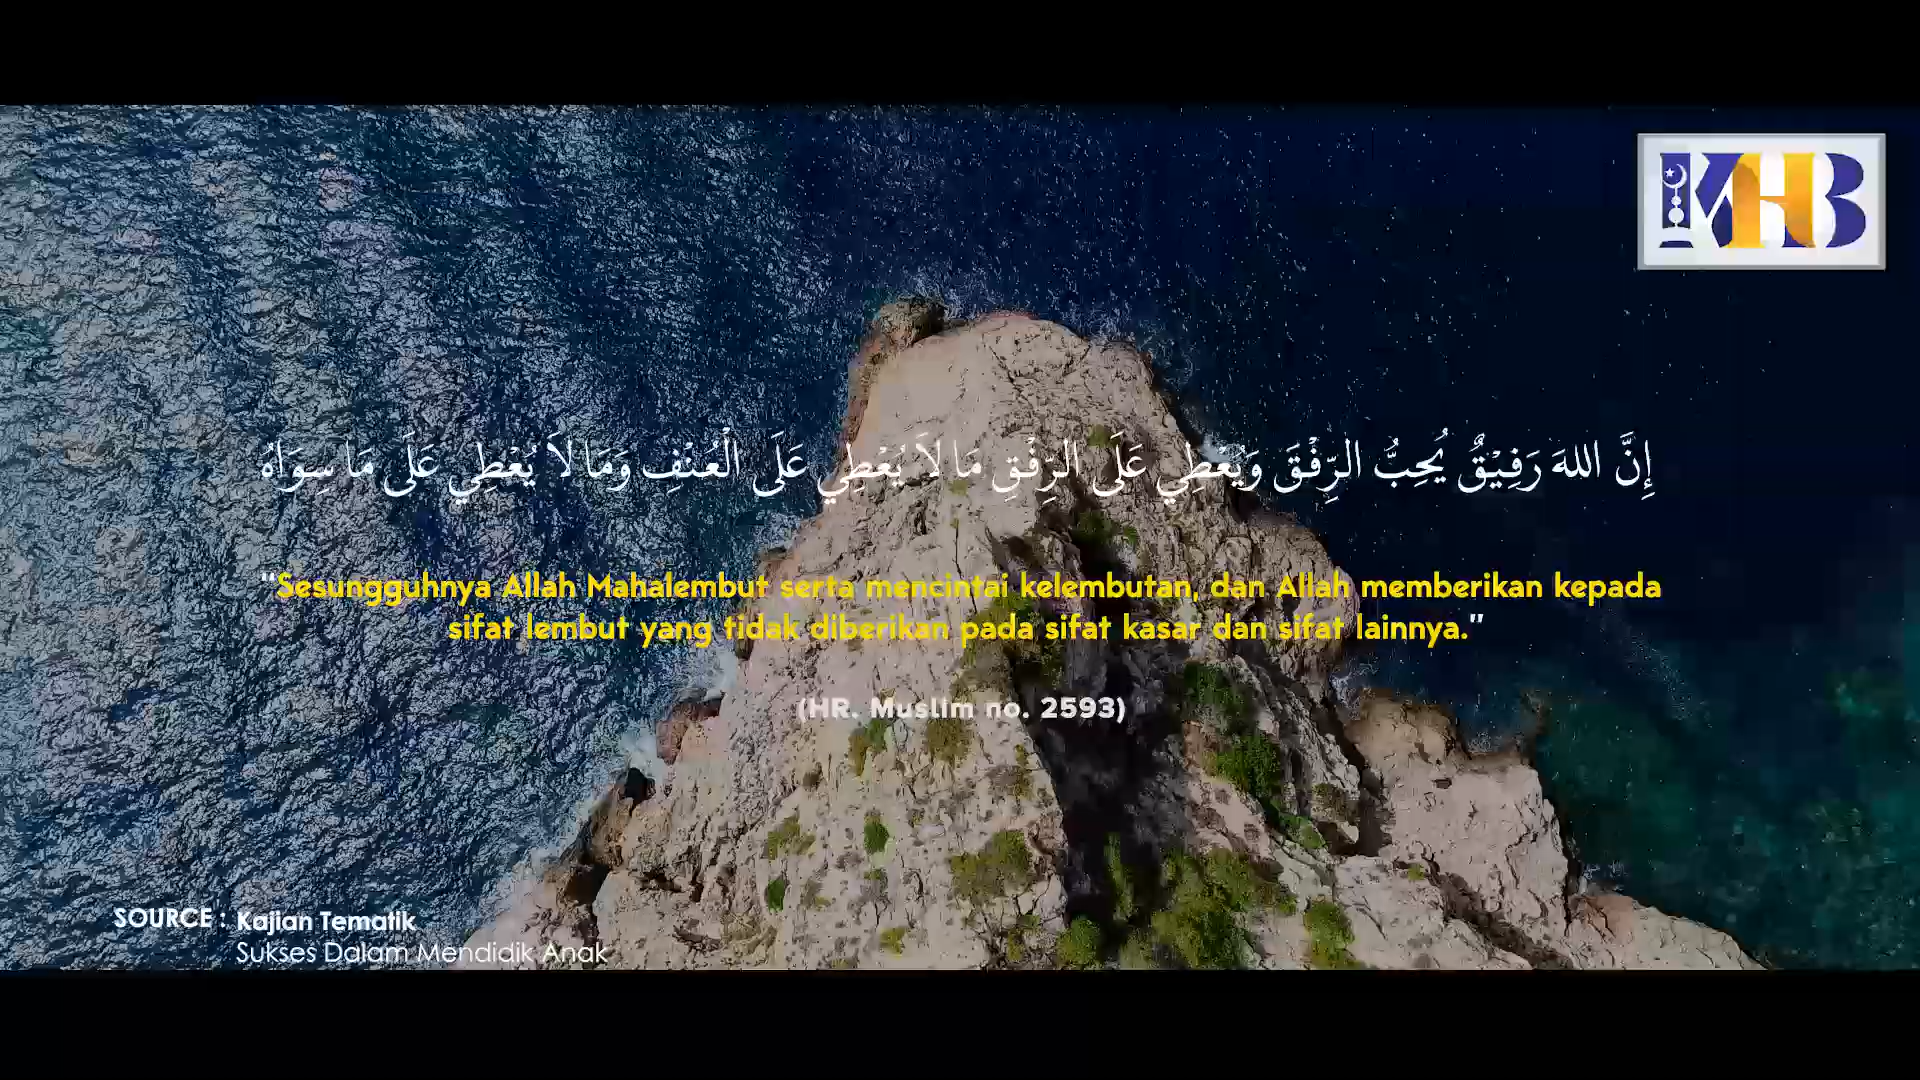 KHB
إِنَّ اللهَ رَفِيْقٌ يُحِبُّ الرِّفْقَ وَيُعْطِي عَلَى الرِّفْقِ مَا لاَ يُعْطِي عَلَى الْعُنْفِ وَمَا لاَ يُعْطِي عَلَى مَا سِوَاهُ
"Sesungguhnya Allah Mahalembut serta mencintai kelembutan, dan Allah memberikan kepada
sifat lembut yang tidak diberikan pada sifat kasar dan sifat lainnya."
(HR. Muslim no. 2593)
SOURCE : Kajian Tematik
Sukses Dalam Mendidik Anak